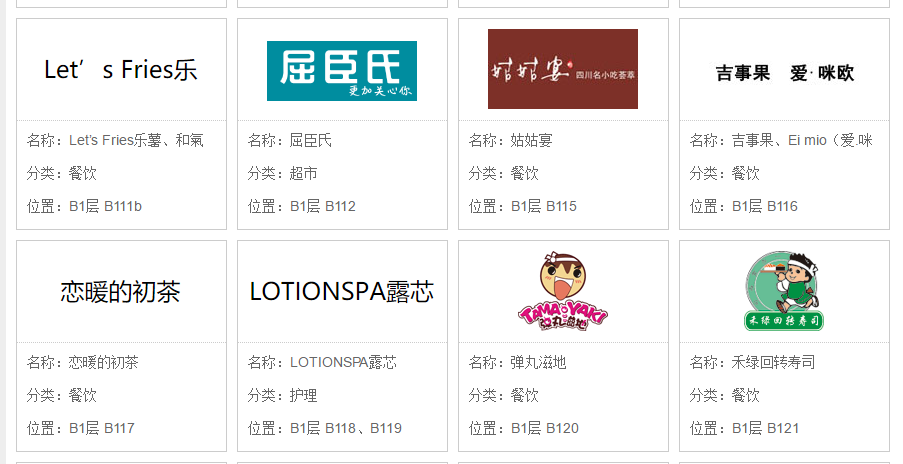 Let’s Fries乐
屈臣氏
更加关心你
姑姑宴
四川名小吃荟萃
吉事果 爱·咪欧
名称：Let's Fries乐薯、和氣
名称：屈臣氏
名称：姑姑宴
名称：吉事果、Ei mio（爱.咪
分类：餐饮
分类：超市
分类：餐饮
分类：餐饮
位置：B1层 B111b
位置：B1层 B112
位置：B1层 B115
位置：B1层 B116
恋暖的初茶
LOTIONSPA露芯
TAMA-YAKI
弹丸滋地
禾绿回转寿司
名称：恋暖的初茶
名称：LOTIONSPA露芯
名称：弹丸滋地
名称：禾绿回转寿司
分类：餐饮
分类：护理
分类：餐饮
分类：餐饮
位置：B1层 B117
位置：B1层 B118、B119
位置：B1层 B120
位置：B1层 B121